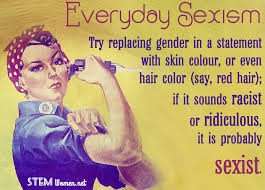 Everyday Sexism
Try replacing gender in a statement
with skin colour, or even
hair color (say, red hair);
if it sounds racist
or ridiculous,
it is probably
sexist.
STEM Women.net